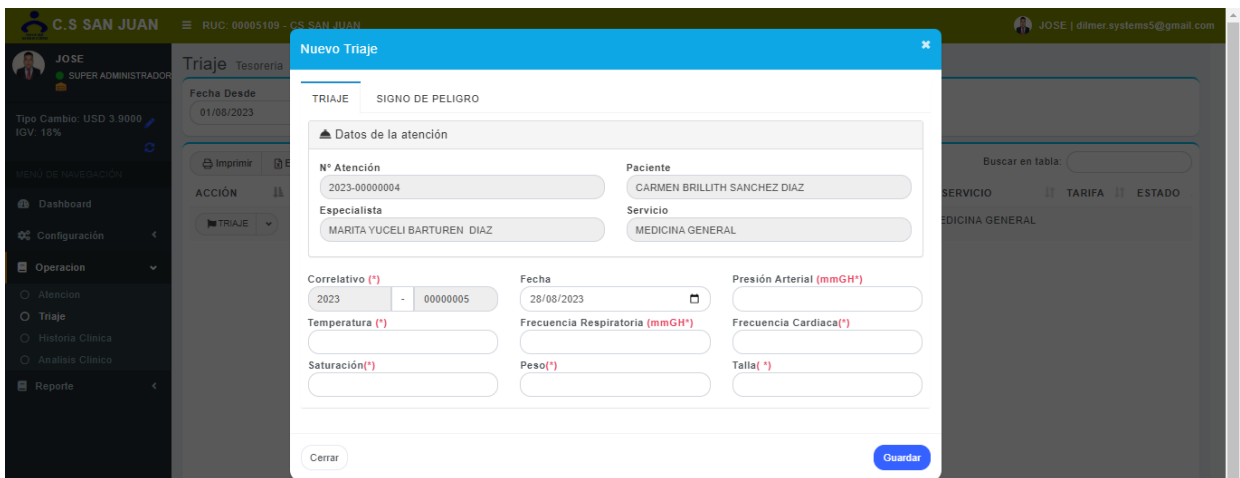 C.S SAN JUAN
RUC: 00005109 - CS SAN JUAN
JOSE | dilmer.systems5@gmail.com
JOSE
SUPER ADMINISTRADOR
Tipo Cambio: USD 3.9000
IGV: 18%
MENU DE NAVEGACIÓN
Dashboard
Configuración
Operacion
Atencion
Triaje
Historia Clinica
Analisis Clinico
Reporte
Triaje Tesoreria
Fecha Desde
01/08/2023
Imprimir E
Buscar en tabla:
ACCIÓN
SERVICIO TARIFA ESTADO
TRIAJE
EDICINA GENERAL
Nuevo Triaje
TRIAJE SIGNO DE PELIGRO
Datos de la atención
Nº Atención Paciente
2023-00000004 CARMEN BRILLITH SANCHEZ DIAZ
Especialista Servicio
MARITA YUCELI BARTUREN DIAZ MEDICINA GENERAL
Correlativo (*) Fecha Presión Arterial (mmGH*)
2023 - 00000005 28/08/2023
Temperatura (*) Frecuencia Respiratoria (mmGH*) Frecuencia Cardiaca(*)
Saturación(*) Peso(*) Talla( *)
Cerrar Guardar